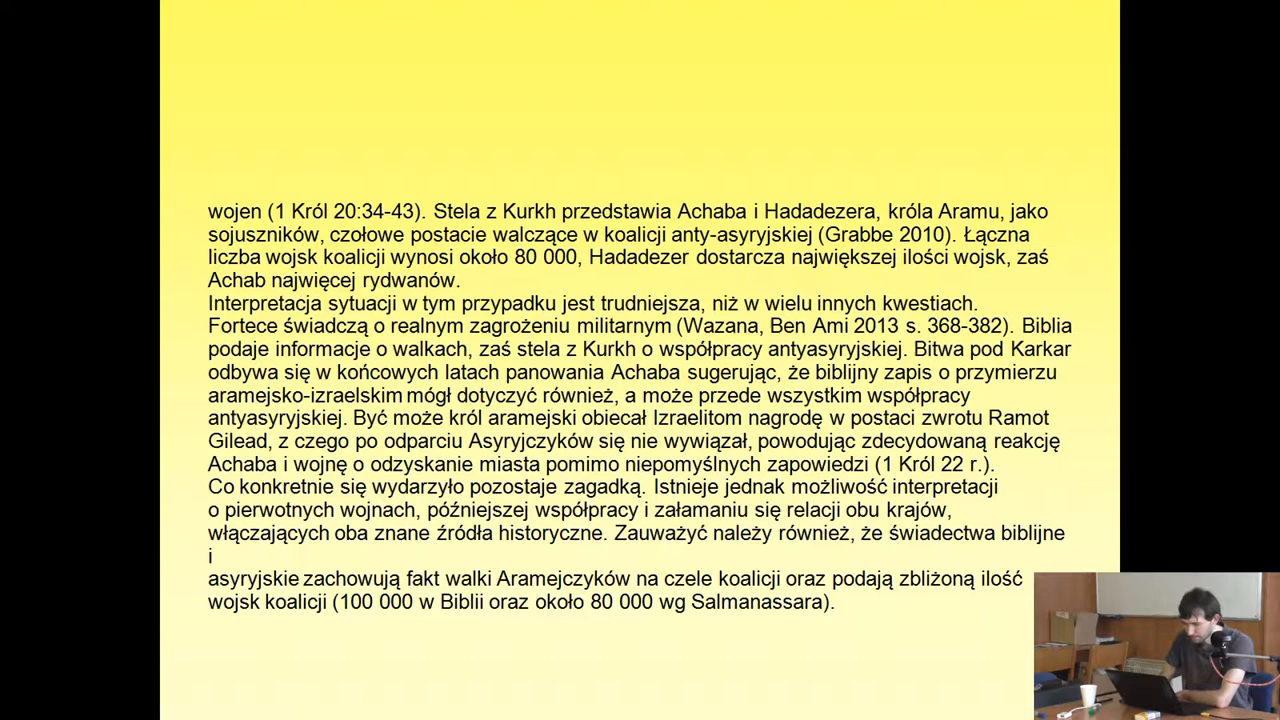 wojen (1 Król 20:34-43). Stela z Kurkh przedstawia Achaba i Hadadezera, króla Aramu, jako
sojuszników, czołowe postacie walczące w koalicji anty-asyryjskiej (Grabbe 2010). Łączna
liczba wojsk koalicji wynosi około 80 000, Hadadezer dostarcza największej ilości wojsk, zaś
Achab najwięcej rydwanów.
Interpretacja sytuacji w tym przypadku jest trudniejsza, niż w wielu innych kwestiach.
Fortece świadczą o realnym zagrożeniu militarnym (Wazana, Ben Ami 2013 s. 368-382). Biblia
podaje informacje o walkach, zaś stela z Kurkh o współpracy antyasyryjskiej. Bitwa pod Karkar
odbywa się w końcowych latach panowania Achaba sugerując, że biblijny zapis o przymierzu
aramejsko-izraelskim mógł dotyczyć również, a może przede wszystkim współpracy
antyasyryjskiej. Być może król aramejski obiecał Izraelitom nagrodę w postaci zwrotu Ramot
Gilead, z czego po odparciu Asyryjczyków się nie wywiązał, powodując zdecydowaną reakcję
Achaba i wojnę o odzyskanie miasta pomimo niepomyślnych zapowiedzi (1 Król 22 r.).
Co konkretnie się wydarzyło pozostaje zagadką. Istnieje jednak możliwość interpretacji
o pierwotnych wojnach, późniejszej współpracy i załamaniu się relacji obu krajów,
włączających oba znane źródła historyczne. Zauważyć należy również, że świadectwa biblijne
i
asyryjskie zachowują fakt walki Aramejczyków na czele koalicji oraz podają zbliżoną ilość
wojsk koalicji (100 000 w Biblii oraz około 80 000 wg Salmanassara).